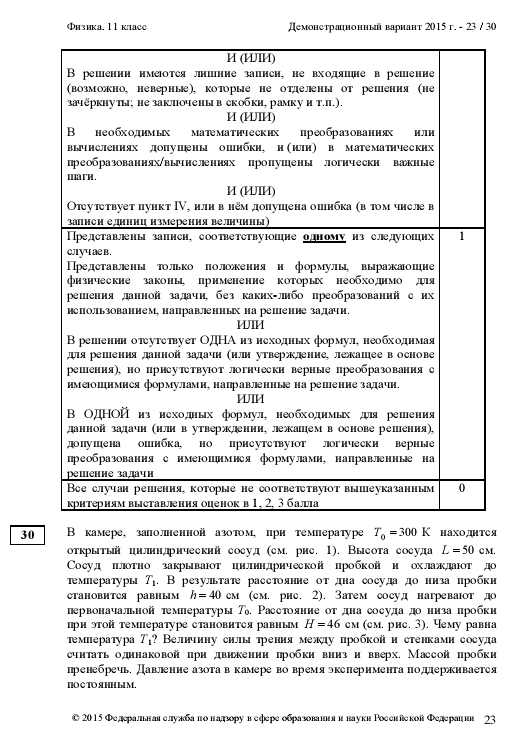 Физика. 11 класс Демонстрационный вариант 2015 г. - 23 / 30
И (ИЛИ)
В решении имеются лишние записи, не входящие в решение
(возможно, неверные), которые не отделены от решения (не
зачёркнуты; не заключены в скобки, рамку и т.п.).
И (ИЛИ)
В необходимых математических преобразованиях или
вычислениях допущены ошибки, и (или) в математических
преобразованиях/вычислениях пропущены логически важные
шаги.
И (ИЛИ)
Отсутствует пункт IV, или в нём допущена ошибка (в том числе в
записи единиц измерения величины)
Представлены записи, соответствующие одному из следующих 1
случаев.
Представлены только положения и формулы, выражающие
физические законы, применение которых необходимо для
решения данной задачи, без каких-либо преобразований с их
использованием, направленных на решение задачи.
ИЛИ
В решении отсутствует ОДНА из исходных формул, необходимая
для решения данной задачи (или утверждение, лежащее в основе
решения), но присутствуют логически верные преобразования с
имеющимися формулами, направленные на решение задачи.
ИЛИ
В ОДНОЙ из исходных формул, необходимых для решения
данной задачи (или в утверждении, лежащем в основе решения),
допущена ошибка, но присутствуют логически верные
преобразования с имеющимися формулами, направленные на
решение задачи
Все случаи решения, которые не соответствуют вышеуказанным 0
критериям выставления оценок в 1, 2, 3 балла
30 В камере, заполненной азотом, при температуре T₀ = 300 К находится
открытый цилиндрический сосуд (см. рис. 1). Высота сосуда L = 50 см.
Сосуд плотно закрывают цилиндрической пробкой и охлаждают до
температуры T₁. В результате расстояние от дна сосуда до низа пробки
становится равным h = 40 см (см. рис. 2). Затем сосуд нагревают до
первоначальной температуры T₀. Расстояние от дна сосуда до низа пробки
при этой температуре становится равным H = 46 см (см. рис. 3). Чему равна
температура T₁? Величину силы трения между пробкой и стенками сосуда
считать одинаковой при движении пробки вниз и вверх. Массой пробки
пренебречь. Давление азота в камере во время эксперимента поддерживается
постоянным.
© 2015 Федеральная служба по надзору в сфере образования и науки Российской Федерации 23